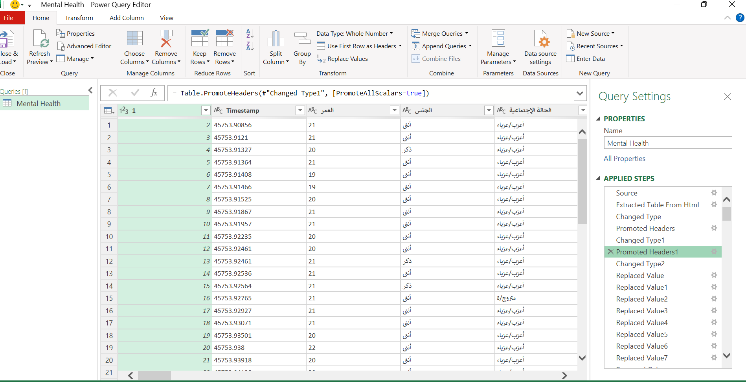 Mental Health Power Query Editor
File Home Transform Add Column View
Close & Load
Close
Refresh Preview
Properties
Advanced Editor
Manage
Query
Choose Columns
Remove Columns
Manage Columns
Keep Rows
Remove Rows
Reduce Rows
Sort
Split Column
Group By
Data Type: Whole Number
Use First Row as Headers
Replace Values
Transform
Merge Queries
Append Queries
Combine Files
Combine
Manage Parameters
Parameters
Data source settings
Data Sources
New Source
Recent Sources
Enter Data
New Query
Queries [1]
Mental Health
fx = Table.PromoteHeaders(#"Changed Type1", [PromoteAllScalars=true])
1 Timestamp العمر الجنس الحالة الإجتماعية
1 2 45753.90856 21 أنثى أعزب/عزباء
2 3 45753.9121 21 أنثى أعزب/عزباء
3 4 45753.91327 20 ذكر أعزب/عزباء
4 5 45753.91364 21 أنثى أعزب/عزباء
5 6 45753.91408 19 أنثى أعزب/عزباء
6 7 45753.91466 19 أنثى أعزب/عزباء
7 8 45753.91525 20 أنثى أعزب/عزباء
8 9 45753.91867 21 أنثى أعزب/عزباء
9 10 45753.91957 21 أنثى أعزب/عزباء
10 11 45753.92235 20 أنثى أعزب/عزباء
11 12 45753.92461 20 أنثى أعزب/عزباء
12 13 45753.92461 21 ذكر أعزب/عزباء
13 14 45753.92536 21 أنثى أعزب/عزباء
14 15 45753.92564 21 ذكر أعزب/عزباء
15 16 45753.92765 21 أنثى متزوج/ة
16 17 45753.92927 21 أنثى أعزب/عزباء
17 18 45753.93071 21 أنثى أعزب/عزباء
18 19 45753.93501 20 أنثى أعزب/عزباء
19 20 45753.938 22 أنثى أعزب/عزباء
20 21 45753.93918 20 أنثى أعزب/عزباء
21
Query Settings
PROPERTIES
Name
Mental Health
All Properties
APPLIED STEPS
Source
Extracted Table From Html
Changed Type
Promoted Headers
Changed Type1
Promoted Headers1
Changed Type2
Replaced Value
Replaced Value1
Replaced Value2
Replaced Value3
Replaced Value4
Replaced Value5
Replaced Value6
Replaced Value7